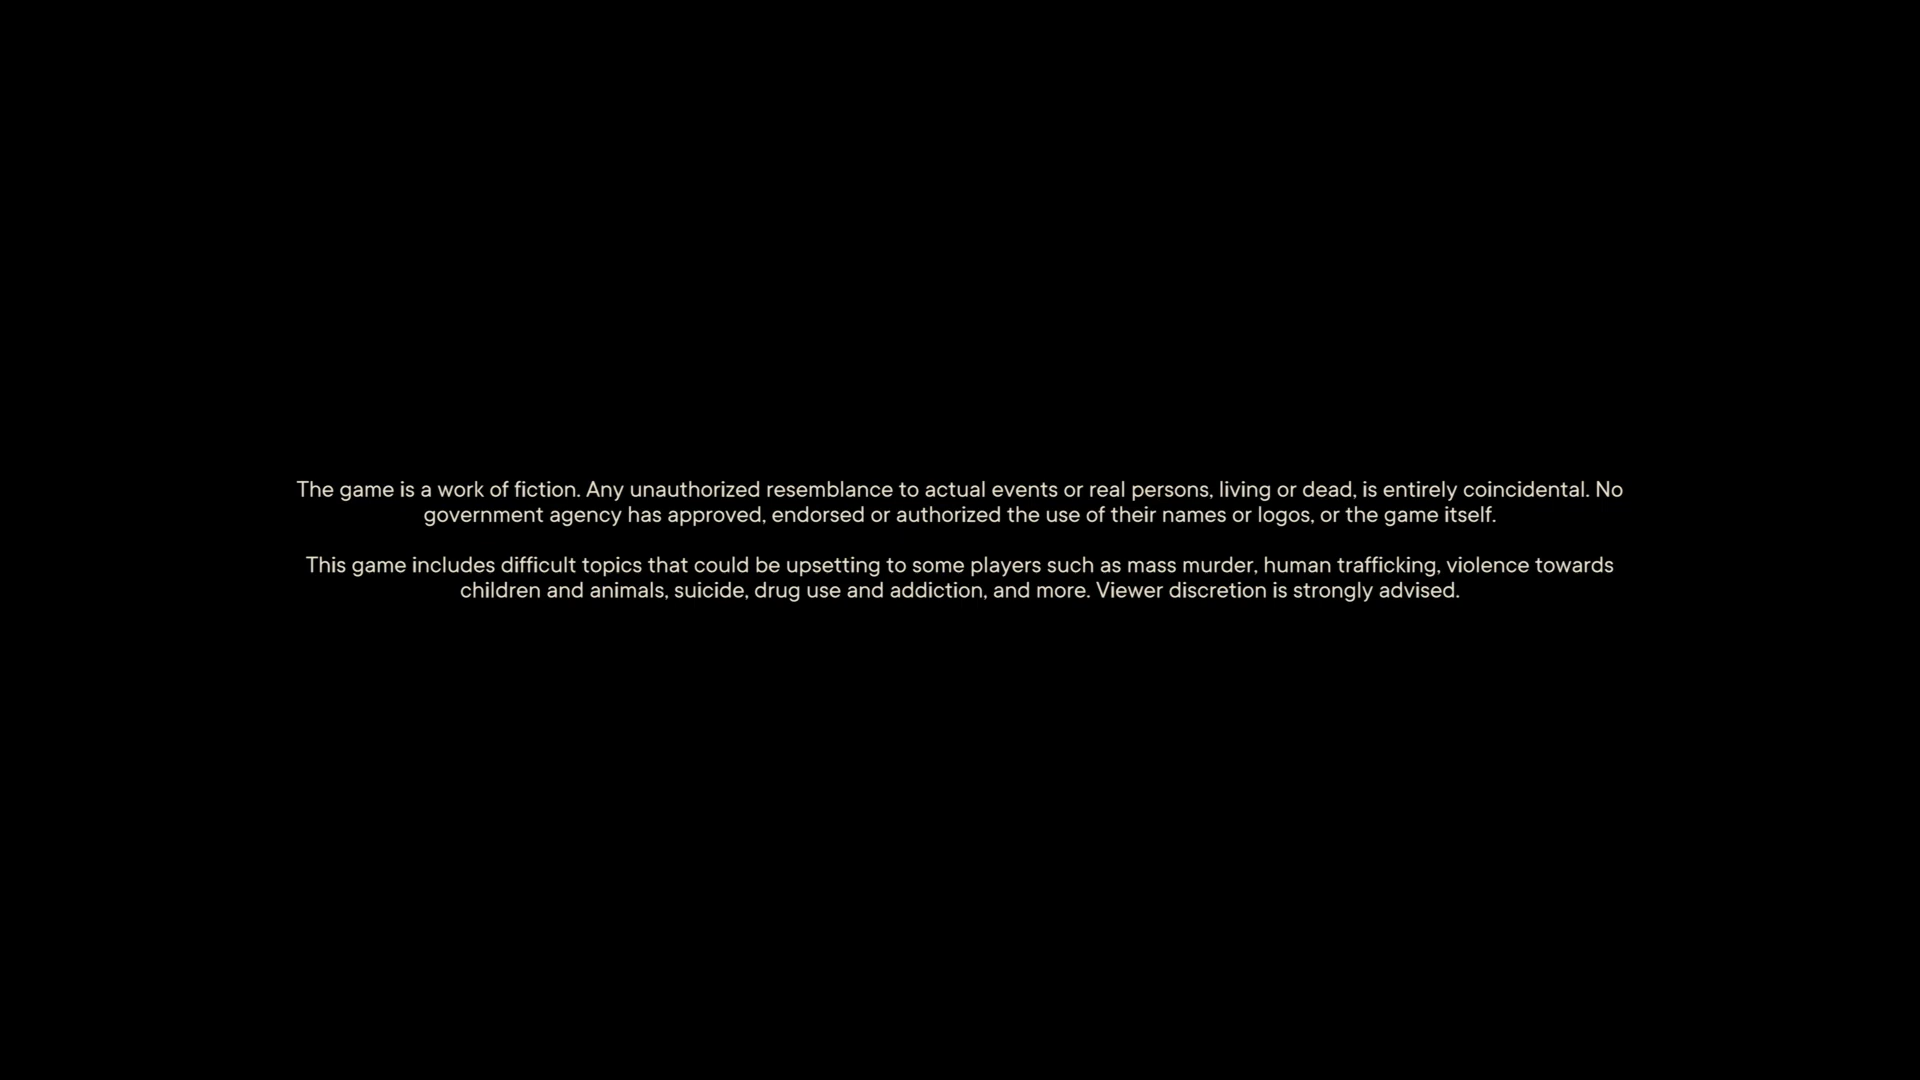 The game is a work of fiction. Any unauthorized resemblance to actual events or real persons, living or dead, is entirely coincidental. No
government agency has approved, endorsed or authorized the use of their names or logos, or the game itself.
This game includes difficult topics that could be upsetting to some players such as mass murder, human trafficking, violence towards
children and animals, suicide, drug use and addiction, and more. Viewer discretion is strongly advised.